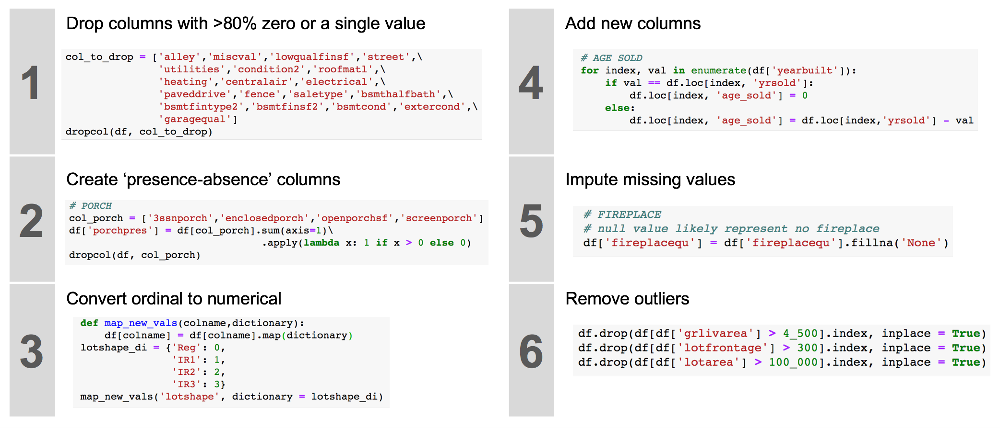 1
Drop columns with >80% zero or a single value
col_to_drop = ['alley','miscval','lowqualfinsf','street',\
'utilities','condition2','roofmatl',\
'heating','centralair','electrical',\
'paveddrive','fence','saletype','bsmthalfbath',\
'bsmtfintype2','bsmtfinsf2','bsmtcond','extercond',\
'garagequal']
dropcol(df, col_to_drop)
2
Create ‘presence-absence’ columns
# PORCH
col_porch = ['3ssnporch','enclosedporch','openporchsf','screenporch']
df['porchpres'] = df[col_porch].sum(axis=1)\
.apply(lambda x: 1 if x > 0 else 0)
dropcol(df, col_porch)
3
Convert ordinal to numerical
def map_new_vals(colname,dictionary):
df[colname] = df[colname].map(dictionary)
lotshape_di = {'Reg': 0,
'IR1': 1,
'IR2': 2,
'IR3': 3}
map_new_vals('lotshape', dictionary = lotshape_di)
4
Add new columns
# AGE SOLD
for index, val in enumerate(df['yearbuilt']):
if val == df.loc[index, 'yrsold']:
df.loc[index, 'age_sold'] = 0
else:
df.loc[index, 'age_sold'] = df.loc[index,'yrsold'] - val
5
Impute missing values
# FIREPLACE
# null value likely represent no fireplace
df['fireplacequ'] = df['fireplacequ'].fillna('None')
6
Remove outliers
df.drop(df[df['grlivarea'] > 4_500].index, inplace = True)
df.drop(df[df['lotfrontage'] > 300].index, inplace = True)
df.drop(df[df['lotarea'] > 100_000].index, inplace = True)